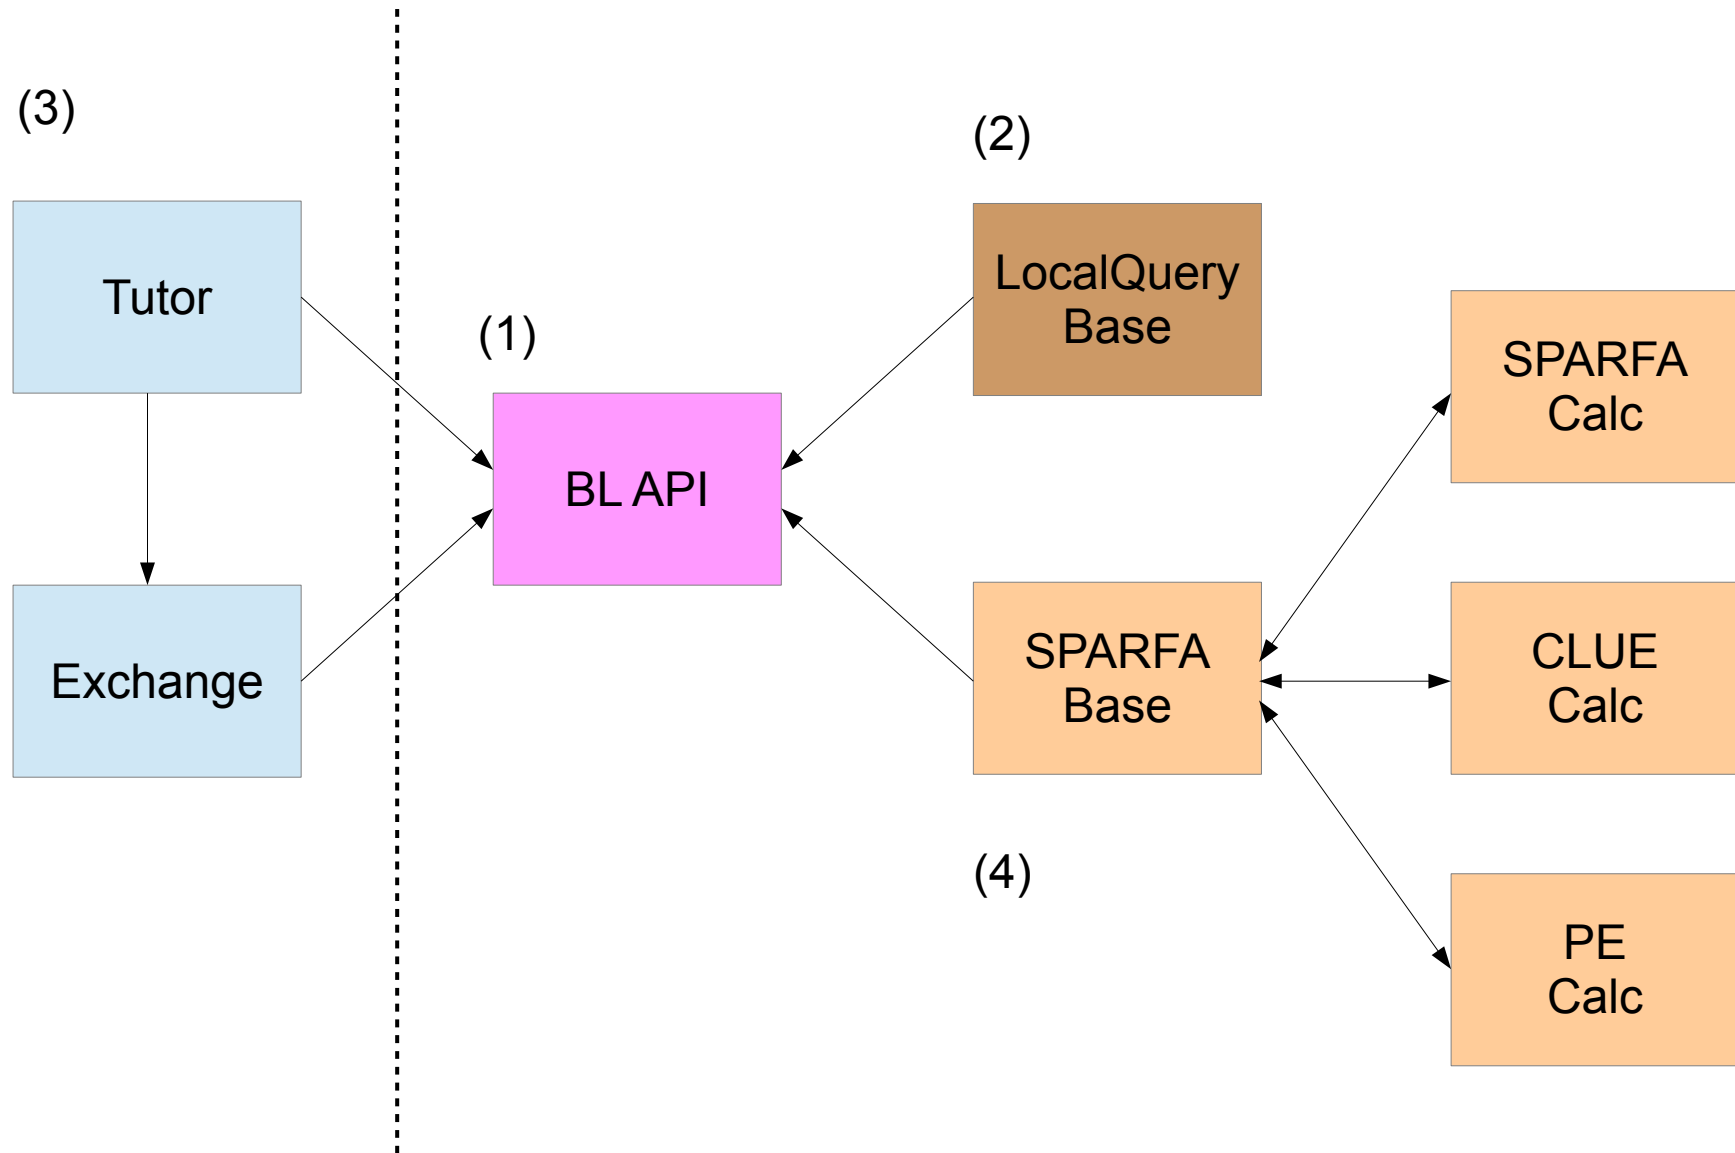 (3)
Tutor
Exchange
(1)
BL API
(2)
LocalQuery
Base
SPARFA
Base
(4)
SPARFA
Calc
CLUE
Calc
PE
Calc